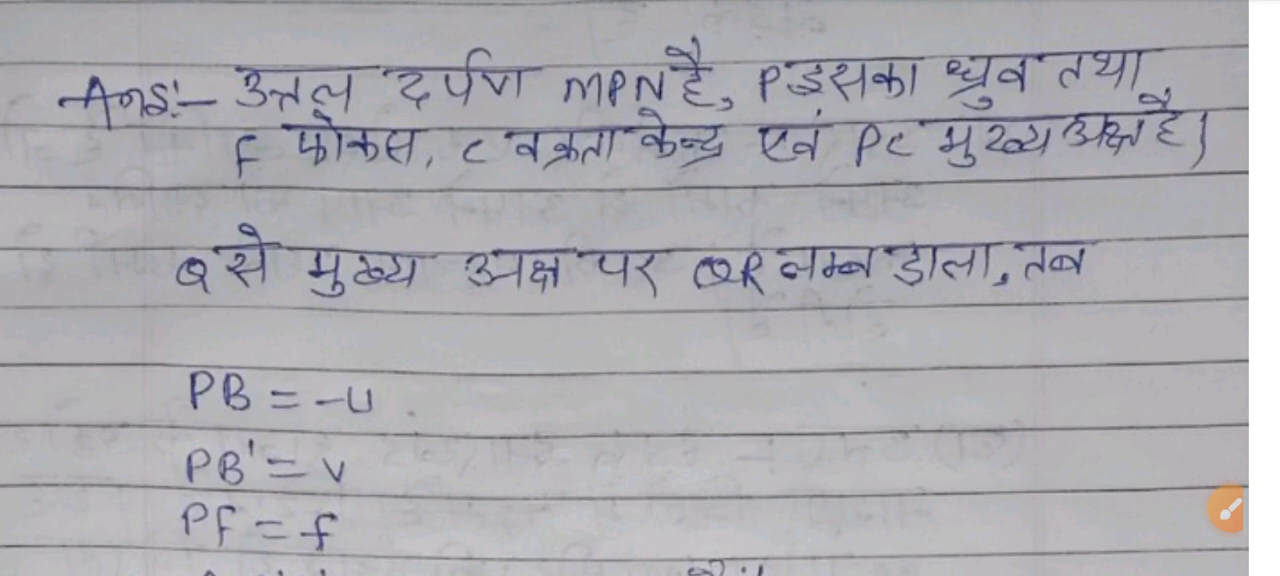 Ans:- उत्तल दर्पण MPN है, P इसका ध्रुव तथा
F फोकस, C वक्रता केन्द्र एवं PC मुख्य अक्ष है।
Q से मुख्य अक्ष पर QR लम्ब डाला, तब
PB = -u
PB' = v
PF = f